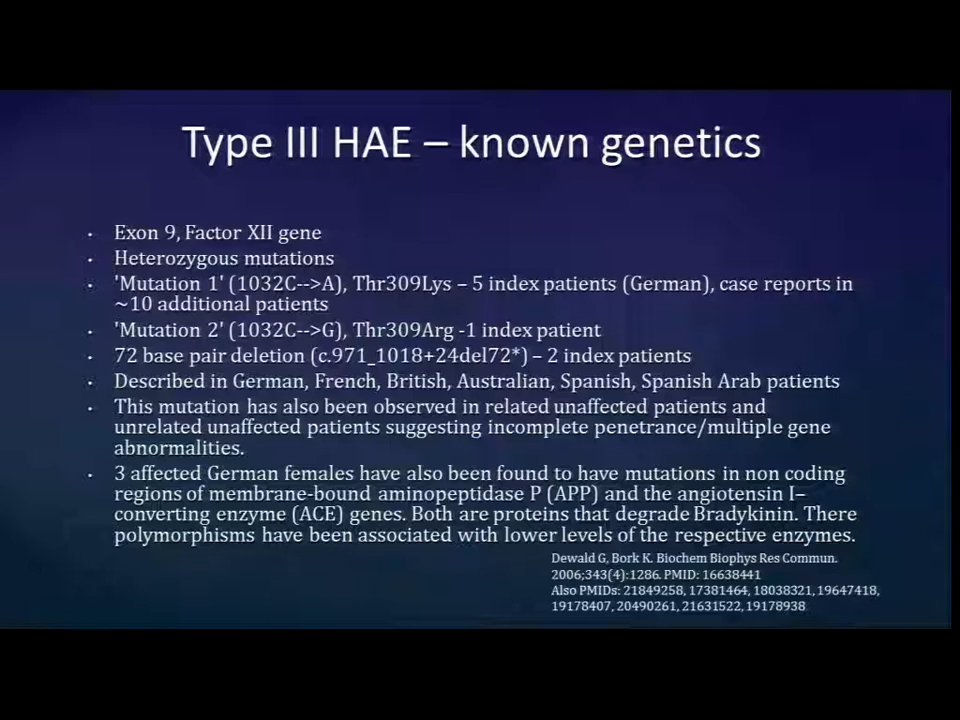 Type III HAE – known genetics
• Exon 9, Factor XII gene
• Heterozygous mutations
• 'Mutation 1' (1032C-->A), Thr309Lys – 5 index patients (German), case reports in
~10 additional patients
• 'Mutation 2' (1032C-->G), Thr309Arg -1 index patient
• 72 base pair deletion (c.971_1018+24del72*) – 2 index patients
• Described in German, French, British, Australian, Spanish, Spanish Arab patients
• This mutation has also been observed in related unaffected patients and
unrelated unaffected patients suggesting incomplete penetrance/multiple gene
abnormalities.
• 3 affected German females have also been found to have mutations in non coding
regions of membrane-bound aminopeptidase P (APP) and the angiotensin I–
converting enzyme (ACE) genes. Both are proteins that degrade Bradykinin. There
polymorphisms have been associated with lower levels of the respective enzymes.
Dewald G, Bork K. Biochem Biophys Res Commun.
2006;343(4):1286. PMID: 16638441
Also PMIDs: 21849258, 17381464, 18038321, 19647418,
19178407, 20490261, 21631522, 19178938